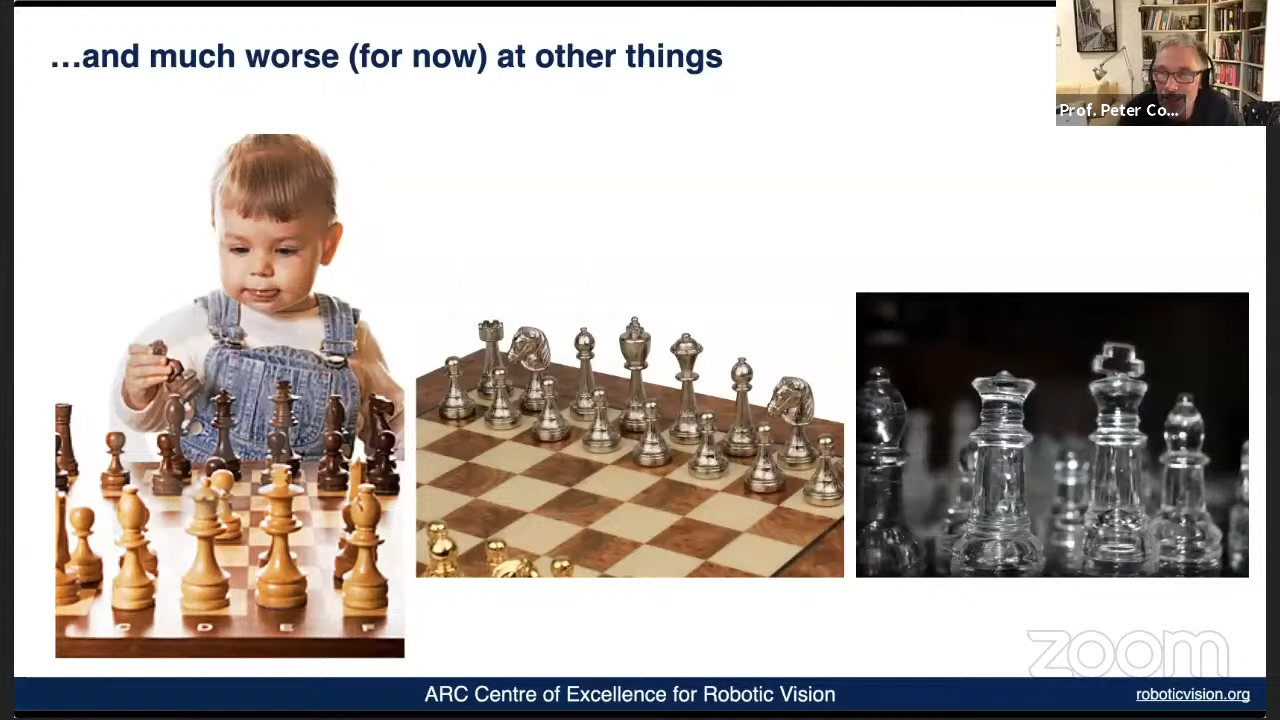 …and much worse (for now) at other things
Prof. Peter Co...
C D E F
zoom
ARC Centre of Excellence for Robotic Vision
roboticvision.org